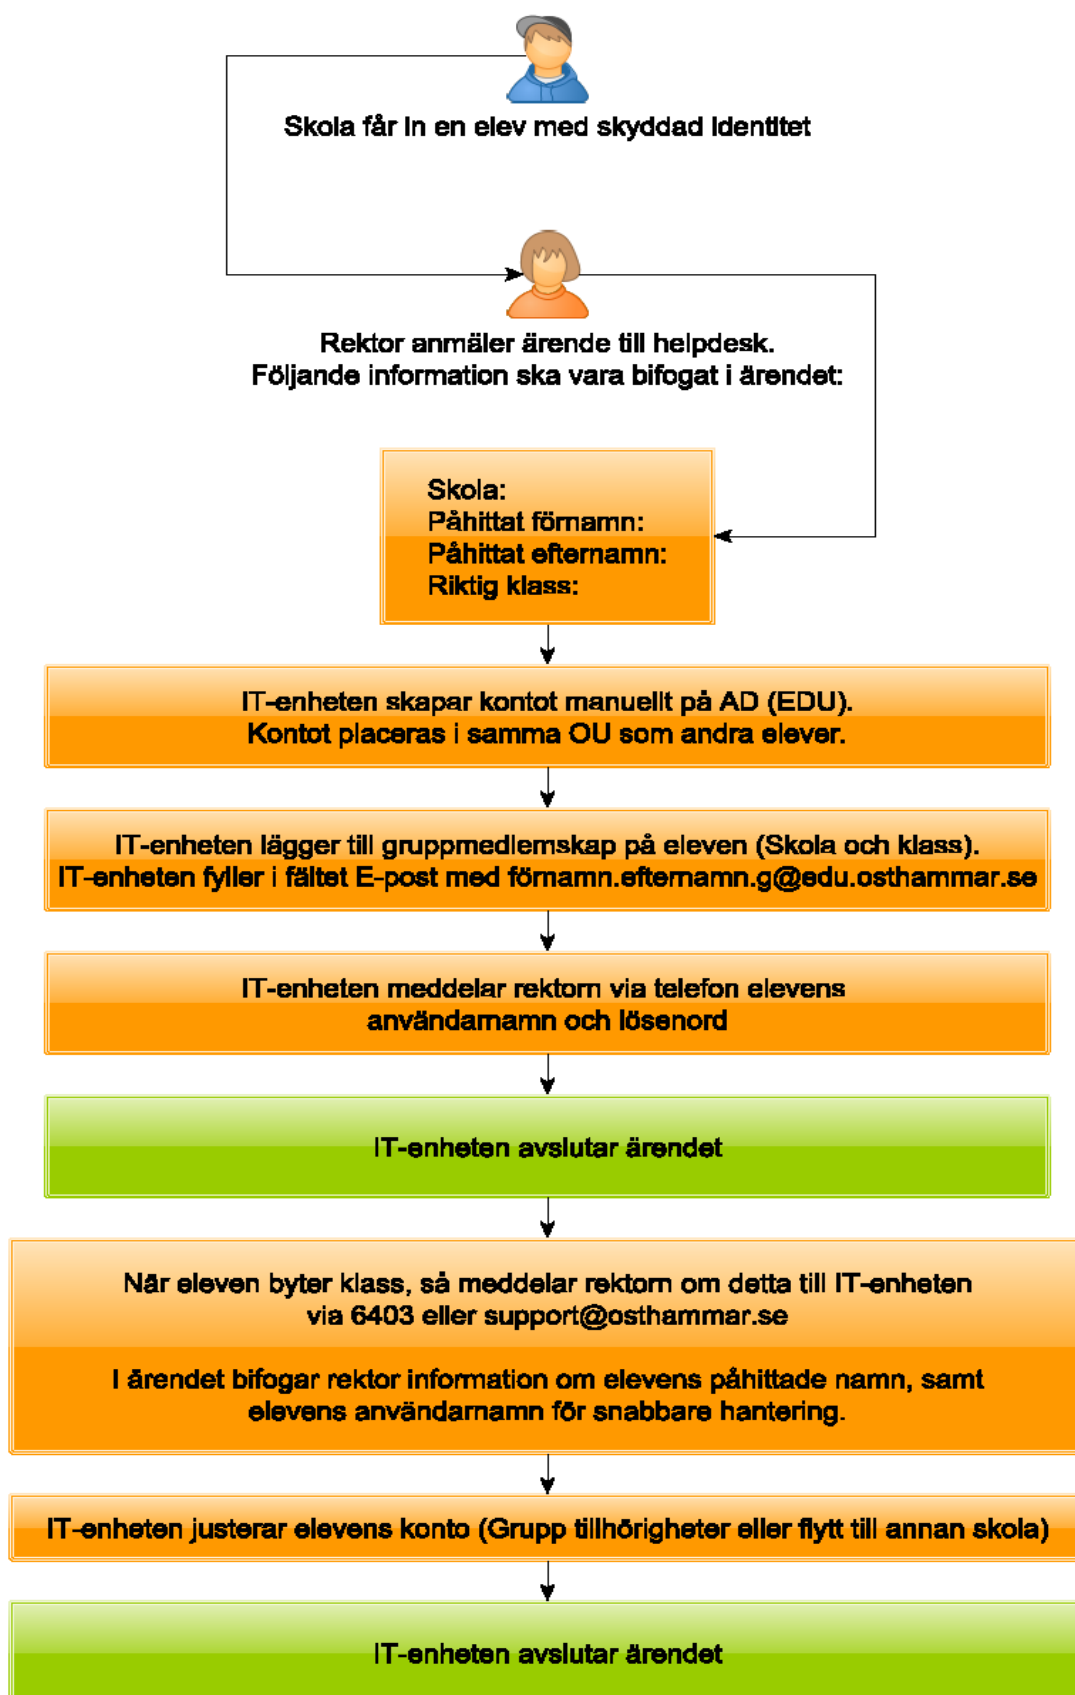 Skola får in en elev med skyddad identitet
Rektor anmäler ärende till helpdesk.
Följande information ska vara bifogat i ärendet:
Skola:
Påhittat förnamn:
Påhittat efternamn:
Riktig klass:
IT-enheten skapar kontot manuellt på AD (EDU).
Kontot placeras i samma OU som andra elever.
IT-enheten lägger till gruppmedlemskap på eleven (Skola och klass).
IT-enheten fyller i fältet E-post med förnamn.efternamn.g@edu.osthammar.se
IT-enheten meddelar rektorn via telefon elevens
användarnamn och lösenord
IT-enheten avslutar ärendet
När eleven byter klass, så meddelar rektorn om detta till IT-enheten
via 6403 eller support@osthammar.se
I ärendet bifogar rektor information om elevens påhittade namn, samt
elevens användarnamn för snabbare hantering.
IT-enheten justerar elevens konto (Grupp tillhörigheter eller flytt till annan skola)
IT-enheten avslutar ärendet